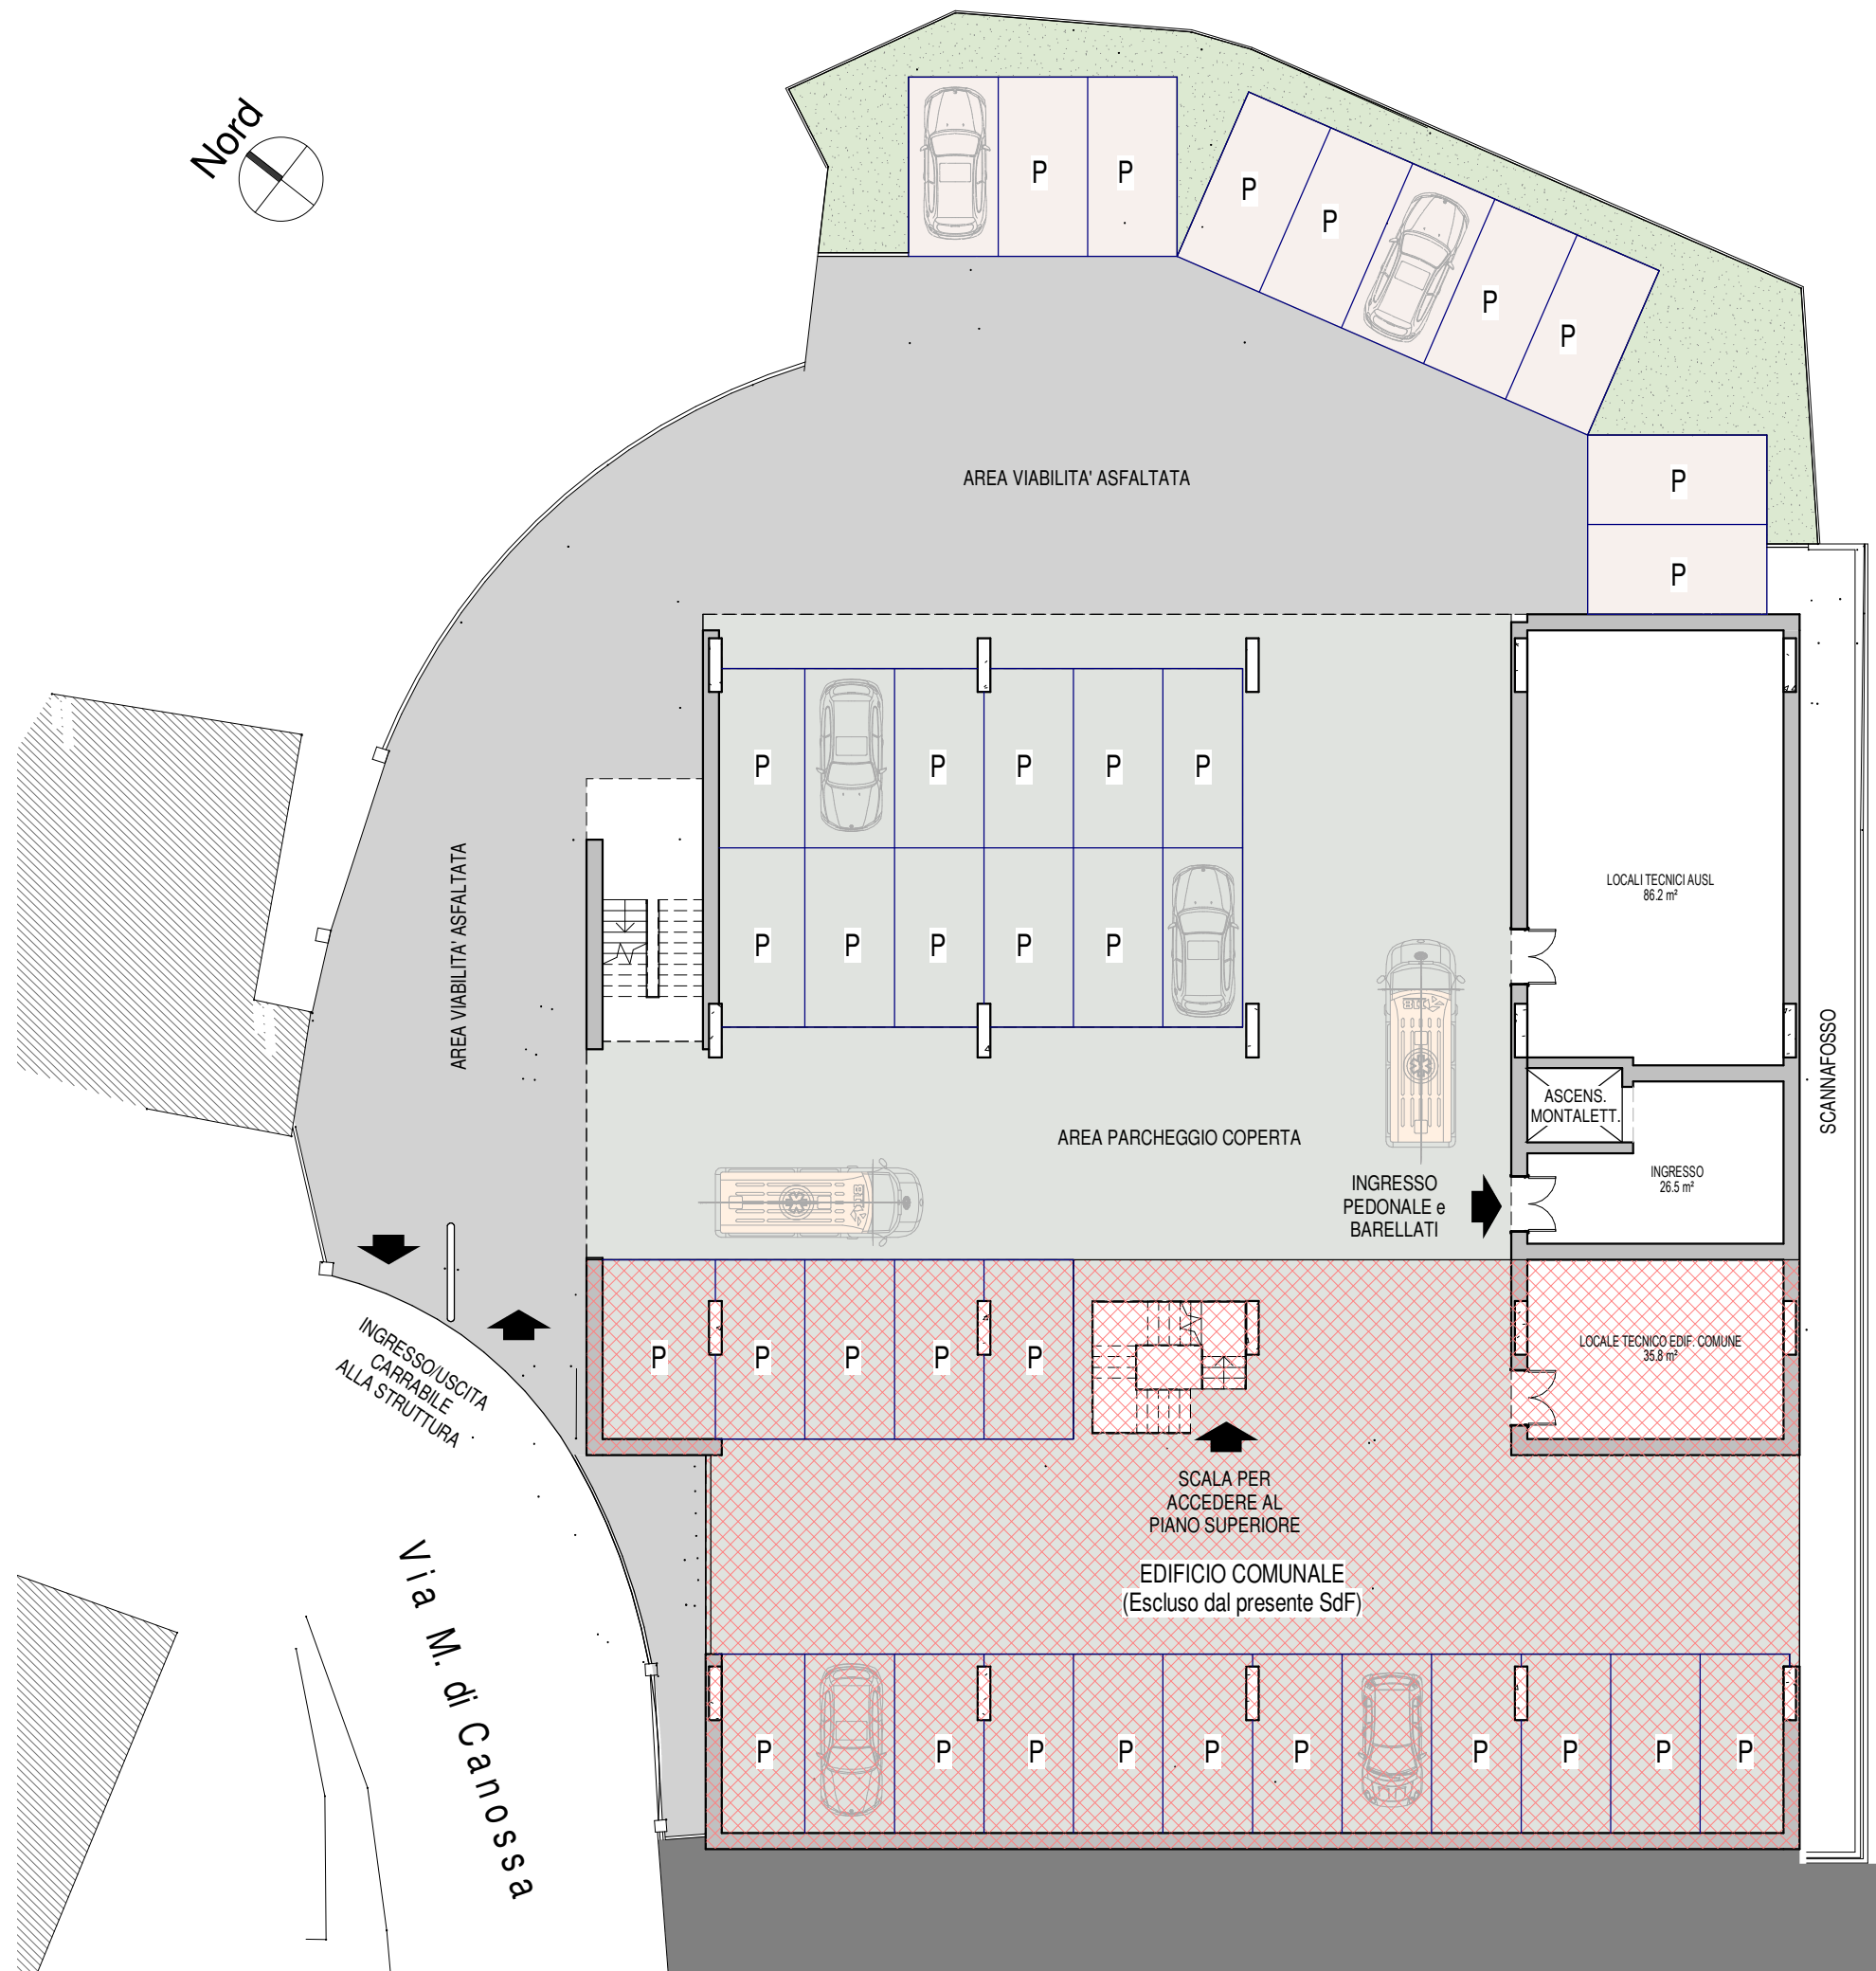 Nord
P
P
P
P
P
P
P
P
AREA VIABILITA' ASFALTATA
P
P
P
P
P
P
P
P
P
P
AREA VIABILITA' ASFALTATA
LOCALI TECNICI AUSL
86.2 m²
SCANNAFOSSO
ASCENS.
MONTALETT.
AREA PARCHEGGIO COPERTA
INGRESSO
PEDONALE e
BARELLATI
INGRESSO
26.5 m²
INGRESSO/USCITA
CARRABILE
ALLA STRUTTURA
P
P
P
P
P
LOCALE TECNICO EDIF. COMUNE
35.8 m²
SCALA PER
ACCEDERE AL
PIANO SUPERIORE
EDIFICIO COMUNALE
(Escluso dal presente SdF)
Via M. di Canossa
P
P
P
P
P
P
P
P
P
P